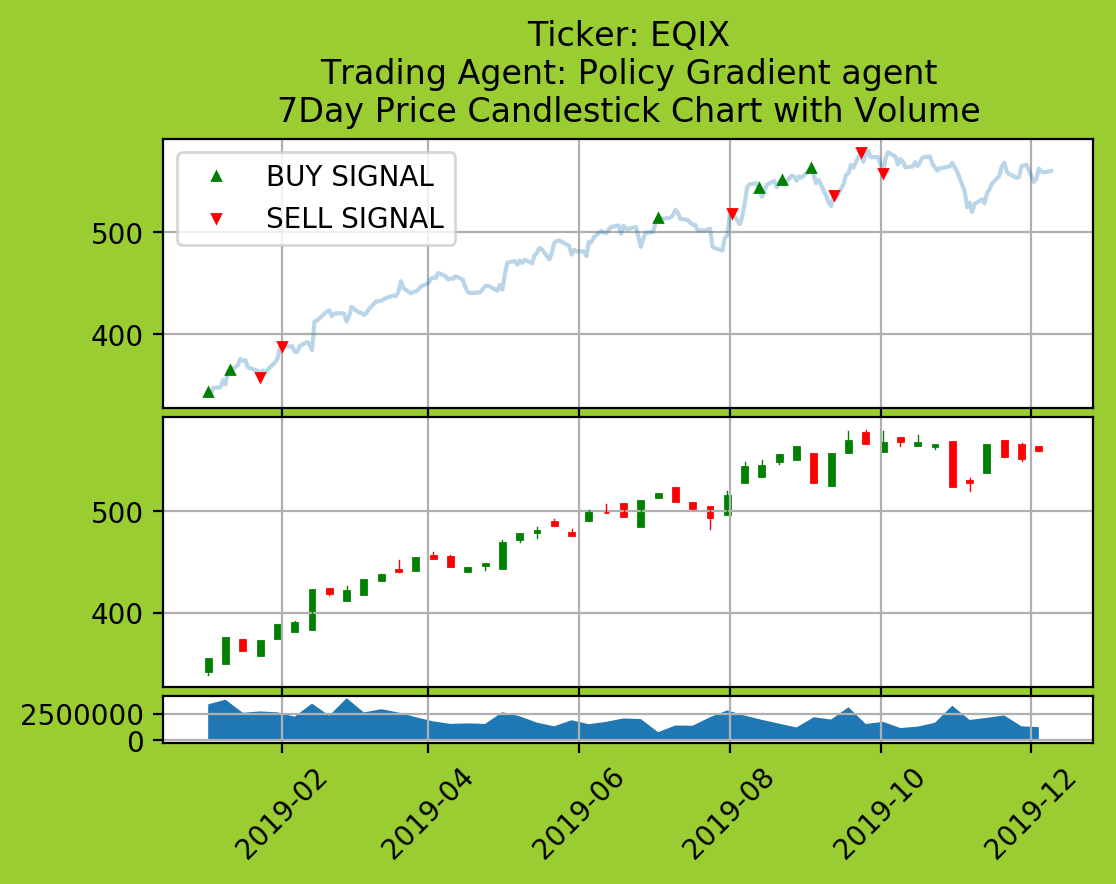 Ticker: EQIX
Trading Agent: Policy Gradient agent
7Day Price Candlestick Chart with Volume
BUY SIGNAL
SELL SIGNAL
500
400
500
400
2500000
0
2019-02
2019-04
2019-06
2019-08
2019-10
2019-12